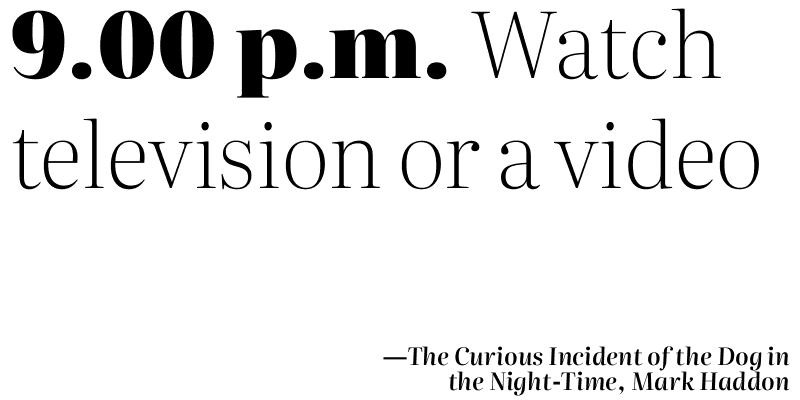 9.00 p.m. Watch
television or a video
—The Curious Incident of the Dog in
the Night-Time, Mark Haddon